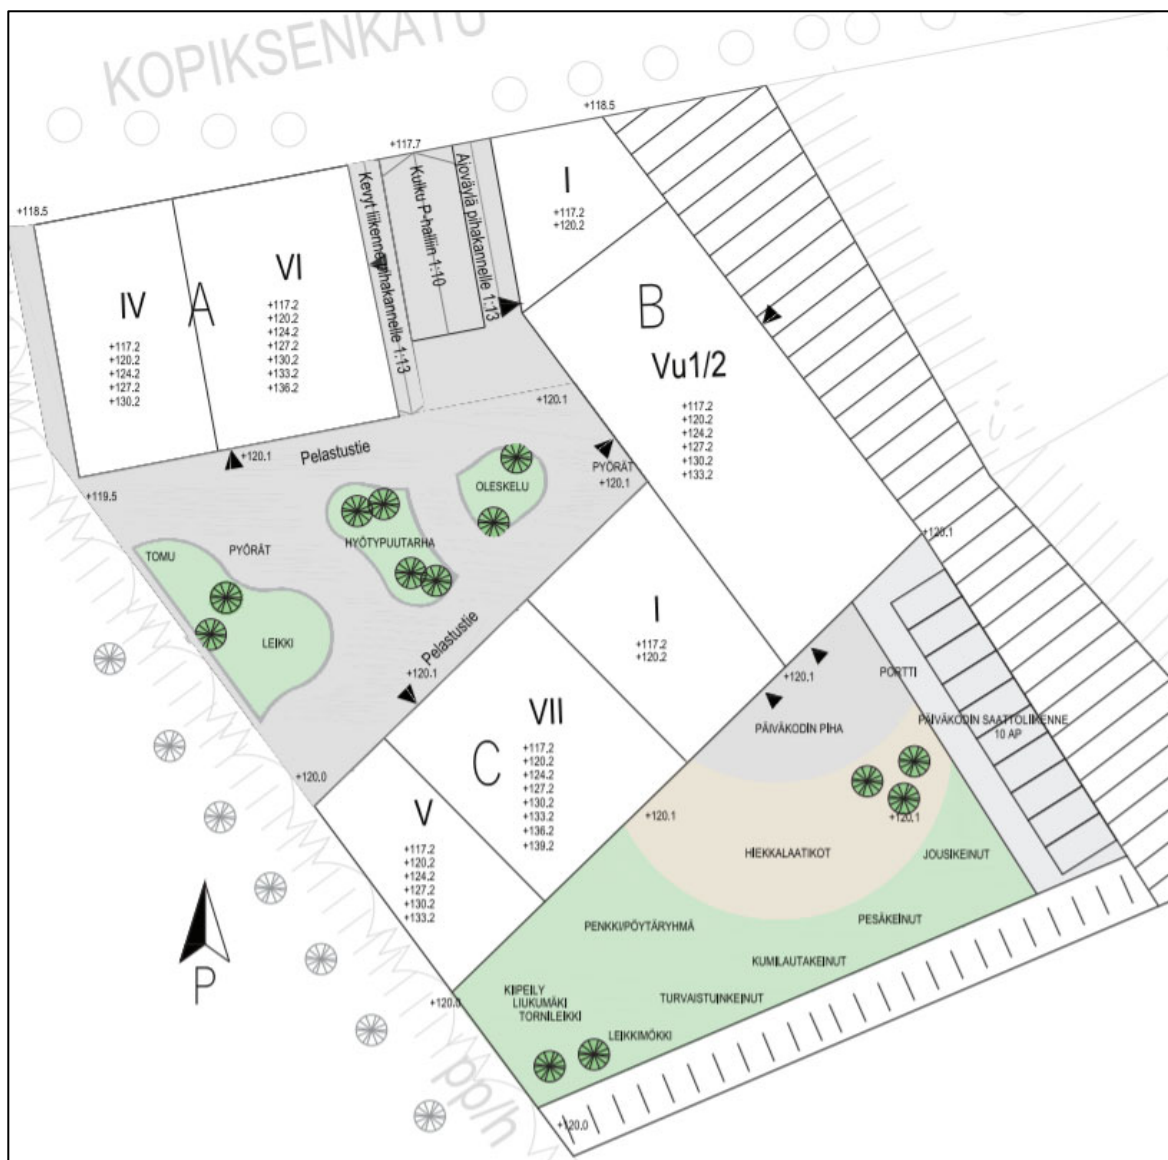 KOPIKSENKATU
+118.5
+117.7
+118.5
Kevyt liikenne pihakannelle 1:13
Kulku P-halliin 1:10
Ajoväylä pihakannelle 1:13
I
+117.2
+120.2
IV
A
VI
+117.2
+120.2
+124.2
+127.2
+130.2
+117.2
+120.2
+124.2
+127.2
+130.2
+133.2
+136.2
B
Vu1/2
+117.2
+120.2
+124.2
+127.2
+130.2
+133.2
+120.1
+120.1
Pelastustie
+119.5
PYÖRÄT
+120.1
OLESKELU
HYÖTYPUUTARHA
TOMU
PYÖRÄT
LEIKKI
Pelastustie
+120.1
+120.1
I
+117.2
+120.2
+120.1
PORTTI
PÄIVÄKODIN PIHA
PÄIVÄKODIN SAATTOLIIKENNE
10 AP
VII
C
+117.2
+120.2
+124.2
+127.2
+130.2
+133.2
+136.2
+139.2
+120.0
V
+117.2
+120.2
+124.2
+127.2
+130.2
+133.2
+120.1
+120.1
HIEKKALAATIKOT
JOUSIKEINUT
PENKKI/PÖYTÄRYHMÄ
PESÄKEINUT
KUMILAUTAKEINUT
+120.0
KIIPEILY
LIUKUMÄKI
TORNILEIKKI
TURVAISTUINKEINUT
LEIKKIMÖKKI
P
pp/h
+120.0